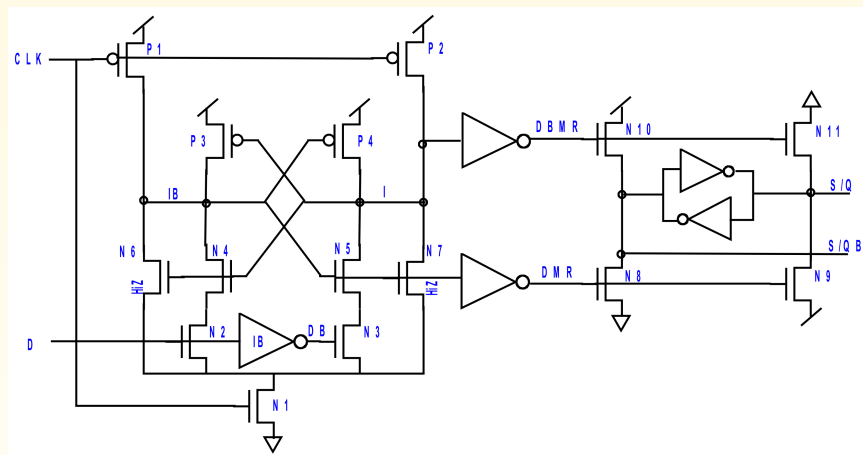 P1
P2
CLK
DBMR
N10
N11
P3
P4
IB
I
S/Q
N6
N4
N5
N7
S/QB
HiZ
HiZ
DMR
N8
N9
N2
DB
N3
D
IB
N1